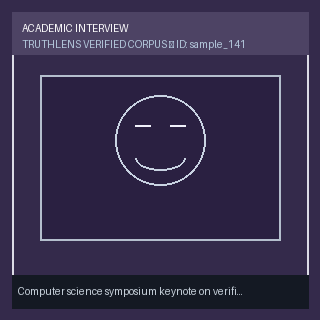 ACADEMIC INTERVIEW
TRUTHLENS VERIFIED CORPUS ID: sample_141
Computer science symposium keynote on verifi...